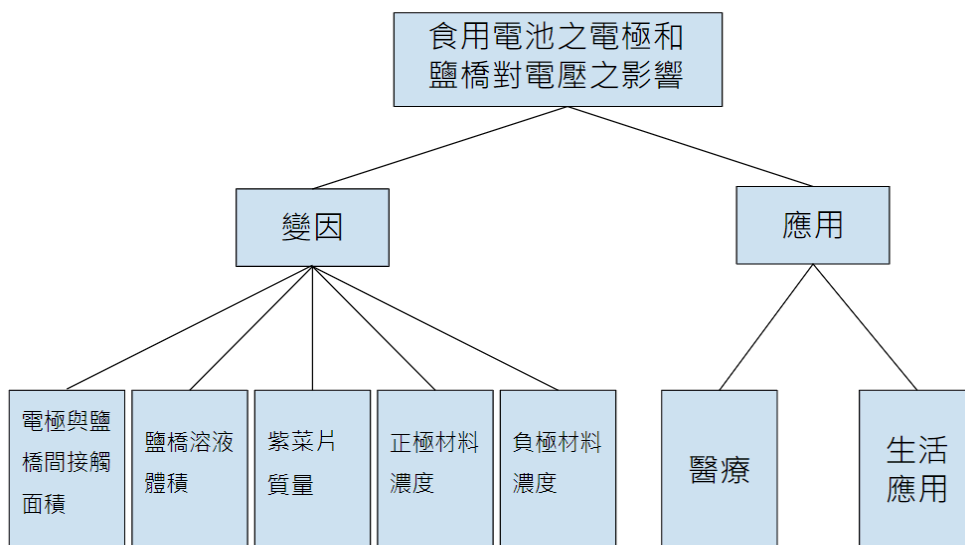 食用電池之電極和
鹽橋對電壓之影響
變因
應用
電極與鹽
橋間接觸
面積
鹽橋溶液
體積
紫菜片
質量
正極材料
濃度
負極材料
濃度
醫療
生活
應用